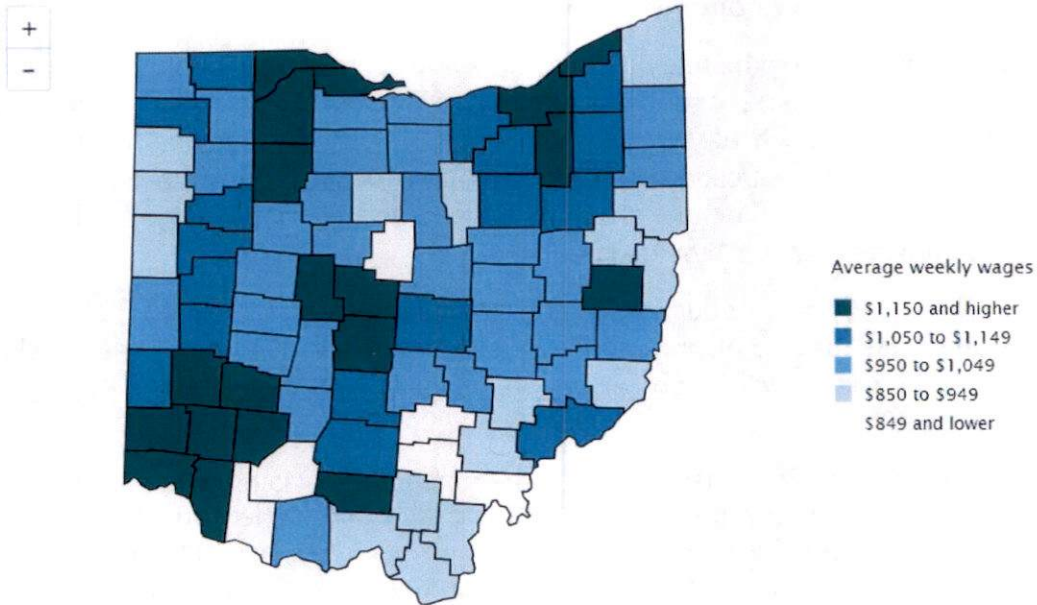 +
−
Average weekly wages
$1,150 and higher
$1,050 to $1,149
$950 to $1,049
$850 to $949
$849 and lower